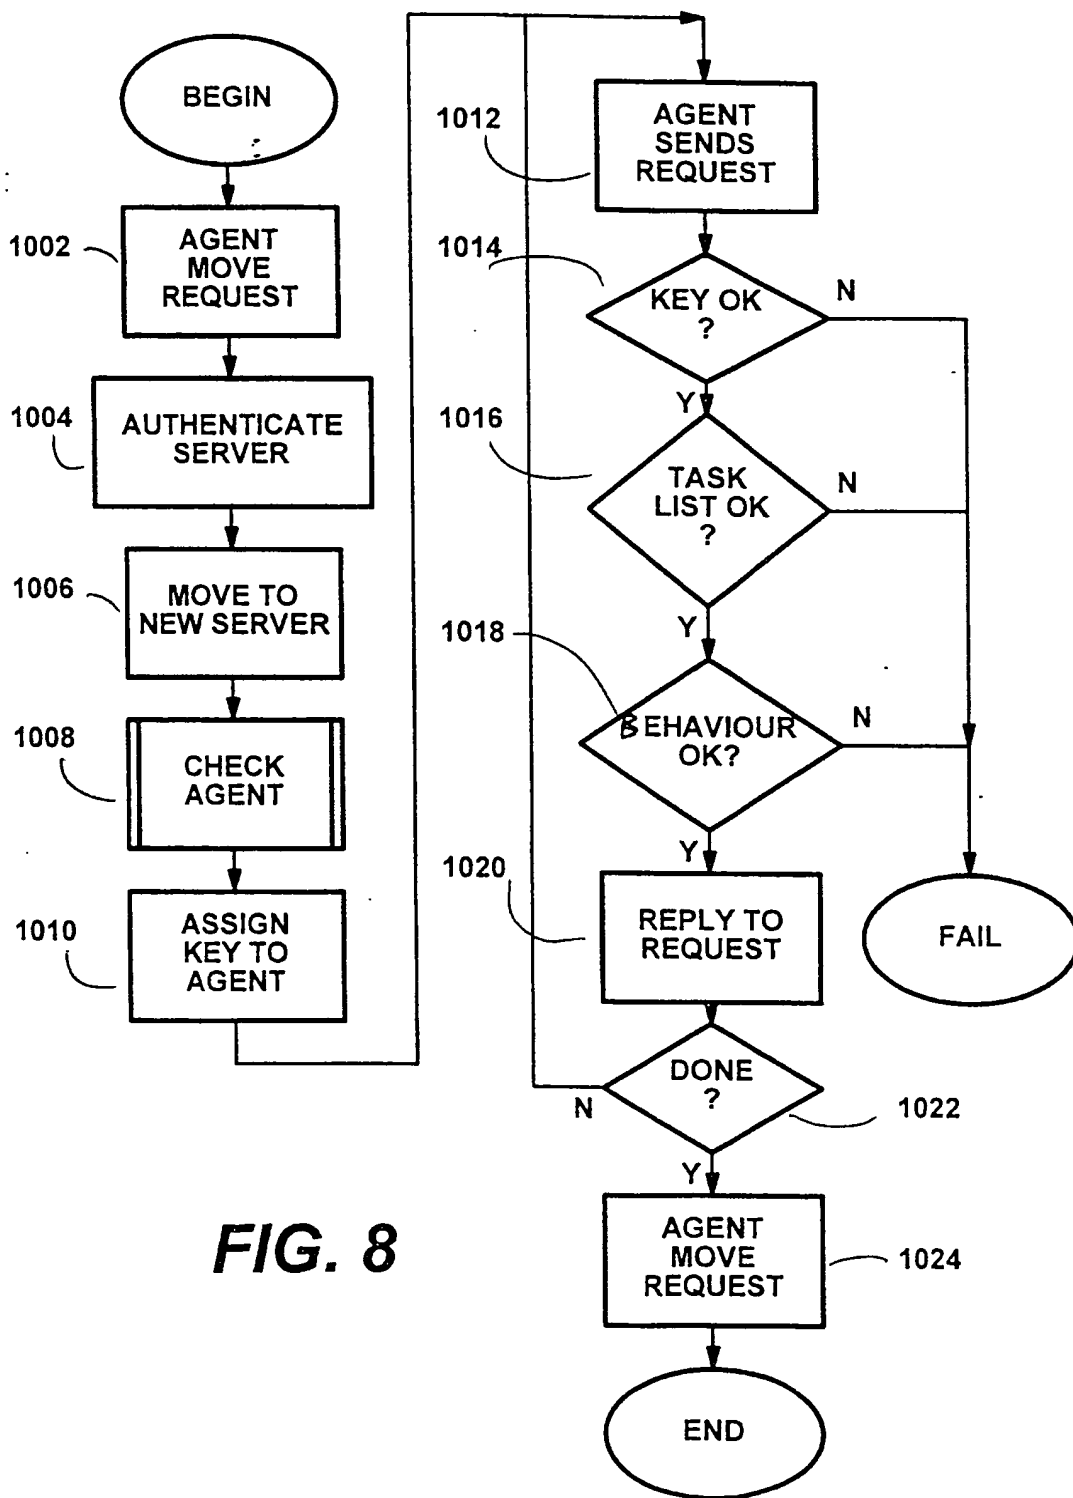 BEGIN
1002
AGENT
MOVE
REQUEST
1004
AUTHENTICATE
SERVER
1006
MOVE TO
NEW SERVER
1008
CHECK
AGENT
1010
ASSIGN
KEY TO
AGENT
1012
AGENT
SENDS
REQUEST
1014
KEY OK
?
N
Y
1016
TASK
LIST OK
?
N
Y
1018
BEHAVIOUR
OK?
N
Y
1020
REPLY TO
REQUEST
FAIL
DONE
?
N
1022
Y
AGENT
MOVE
REQUEST
1024
END
FIG. 8